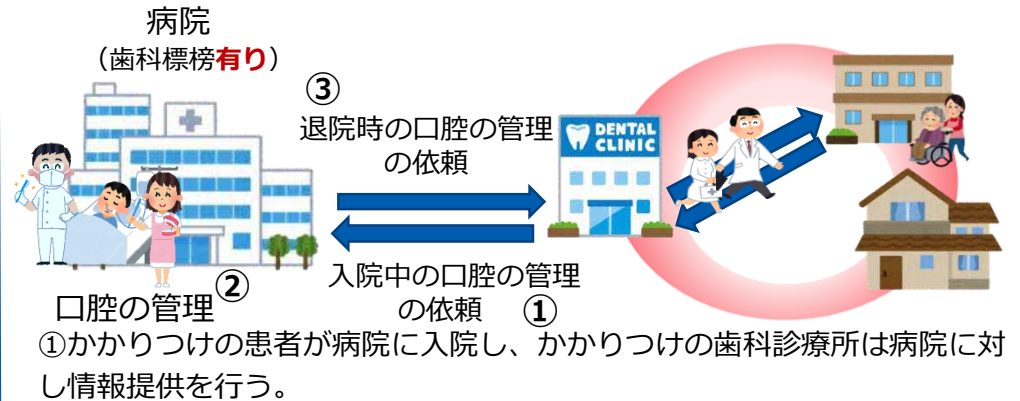 病院
（歯科標榜有り）
③
退院時の口腔の管理
の依頼
DENTAL
CLINIC
入院中の口腔の管理
の依頼 ①
口腔の管理②
①かかりつけの患者が病院に入院し、かかりつけの歯科診療所は病院に対
し情報提供を行う。